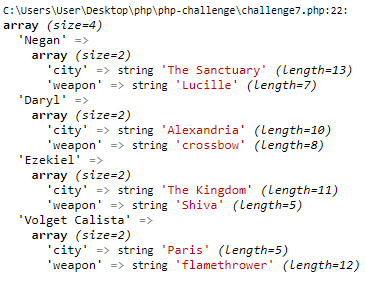 C:\Users\User\Desktop\php\php-challenge\challenge7.php:22:
array (size=4)
  'Negan' =>
    array (size=2)
      'city' => string 'The Sanctuary' (length=13)
      'weapon' => string 'Lucille' (length=7)
  'Daryl' =>
    array (size=2)
      'city' => string 'Alexandria' (length=10)
      'weapon' => string 'crossbow' (length=8)
  'Ezekiel' =>
    array (size=2)
      'city' => string 'The Kingdom' (length=11)
      'weapon' => string 'Shiva' (length=5)
  'Volget Calista' =>
    array (size=2)
      'city' => string 'Paris' (length=5)
      'weapon' => string 'flamethrower' (length=12)